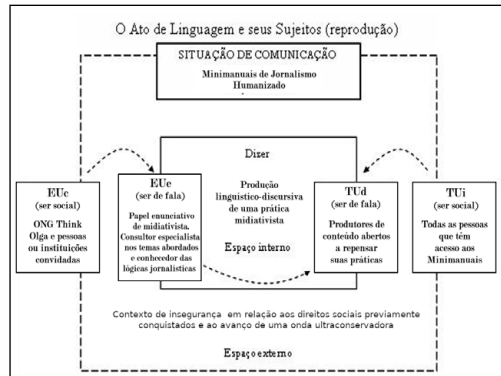 O Ato de Linguagem e seus Sujeitos (reprodução)
SITUAÇÃO DE COMUNICAÇÃO
Minimanuais de Jornalismo
Humanizado
Dizer
EUc
(ser social)
ONG Think
Olga e pessoas
ou instituições
convidadas
EUe
(ser de fala)
Papel enunciativo
de midiativista.
Consultor especialista
nos temas abordados
e conhecedor das
lógicas jornalísticas
Produção
linguístico-discursiva
de uma prática
midiativista
Espaço interno
TUd
(ser de fala)
Produtores de
conteúdo abertos
a repensar
suas práticas
TUi
(ser social)
Todas as pessoas
que têm
acesso aos
Minimanuais
Contexto de insegurança em relação aos direitos sociais previamente
conquistados e ao avanço de uma onda ultraconservadora
Espaço externo